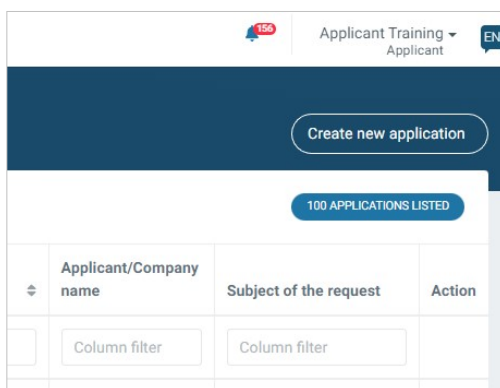 156
Applicant Training
EN
Applicant
Create new application
100 APPLICATIONS LISTED
Applicant/Company
name
Subject of the request
Action
Column filter
Column filter